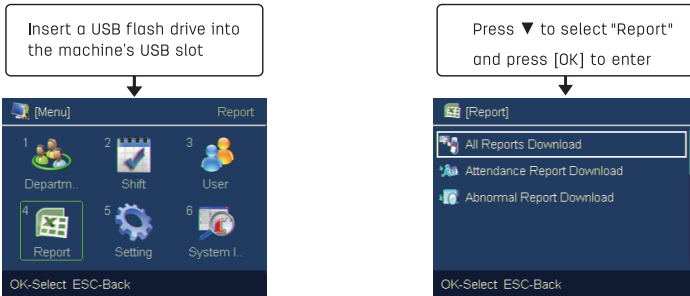 Insert a USB flash drive into
the machine's USB slot
[Menu] Report
1 2 3
Departm.. Shift User
4 5 6
Report Setting System I..
OK-Select ESC-Back
Press ▼ to select "Report"
and press [OK] to enter
[Report]
All Reports Download
Attendance Report Download
Abnormal Report Download
OK-Select ESC-Back